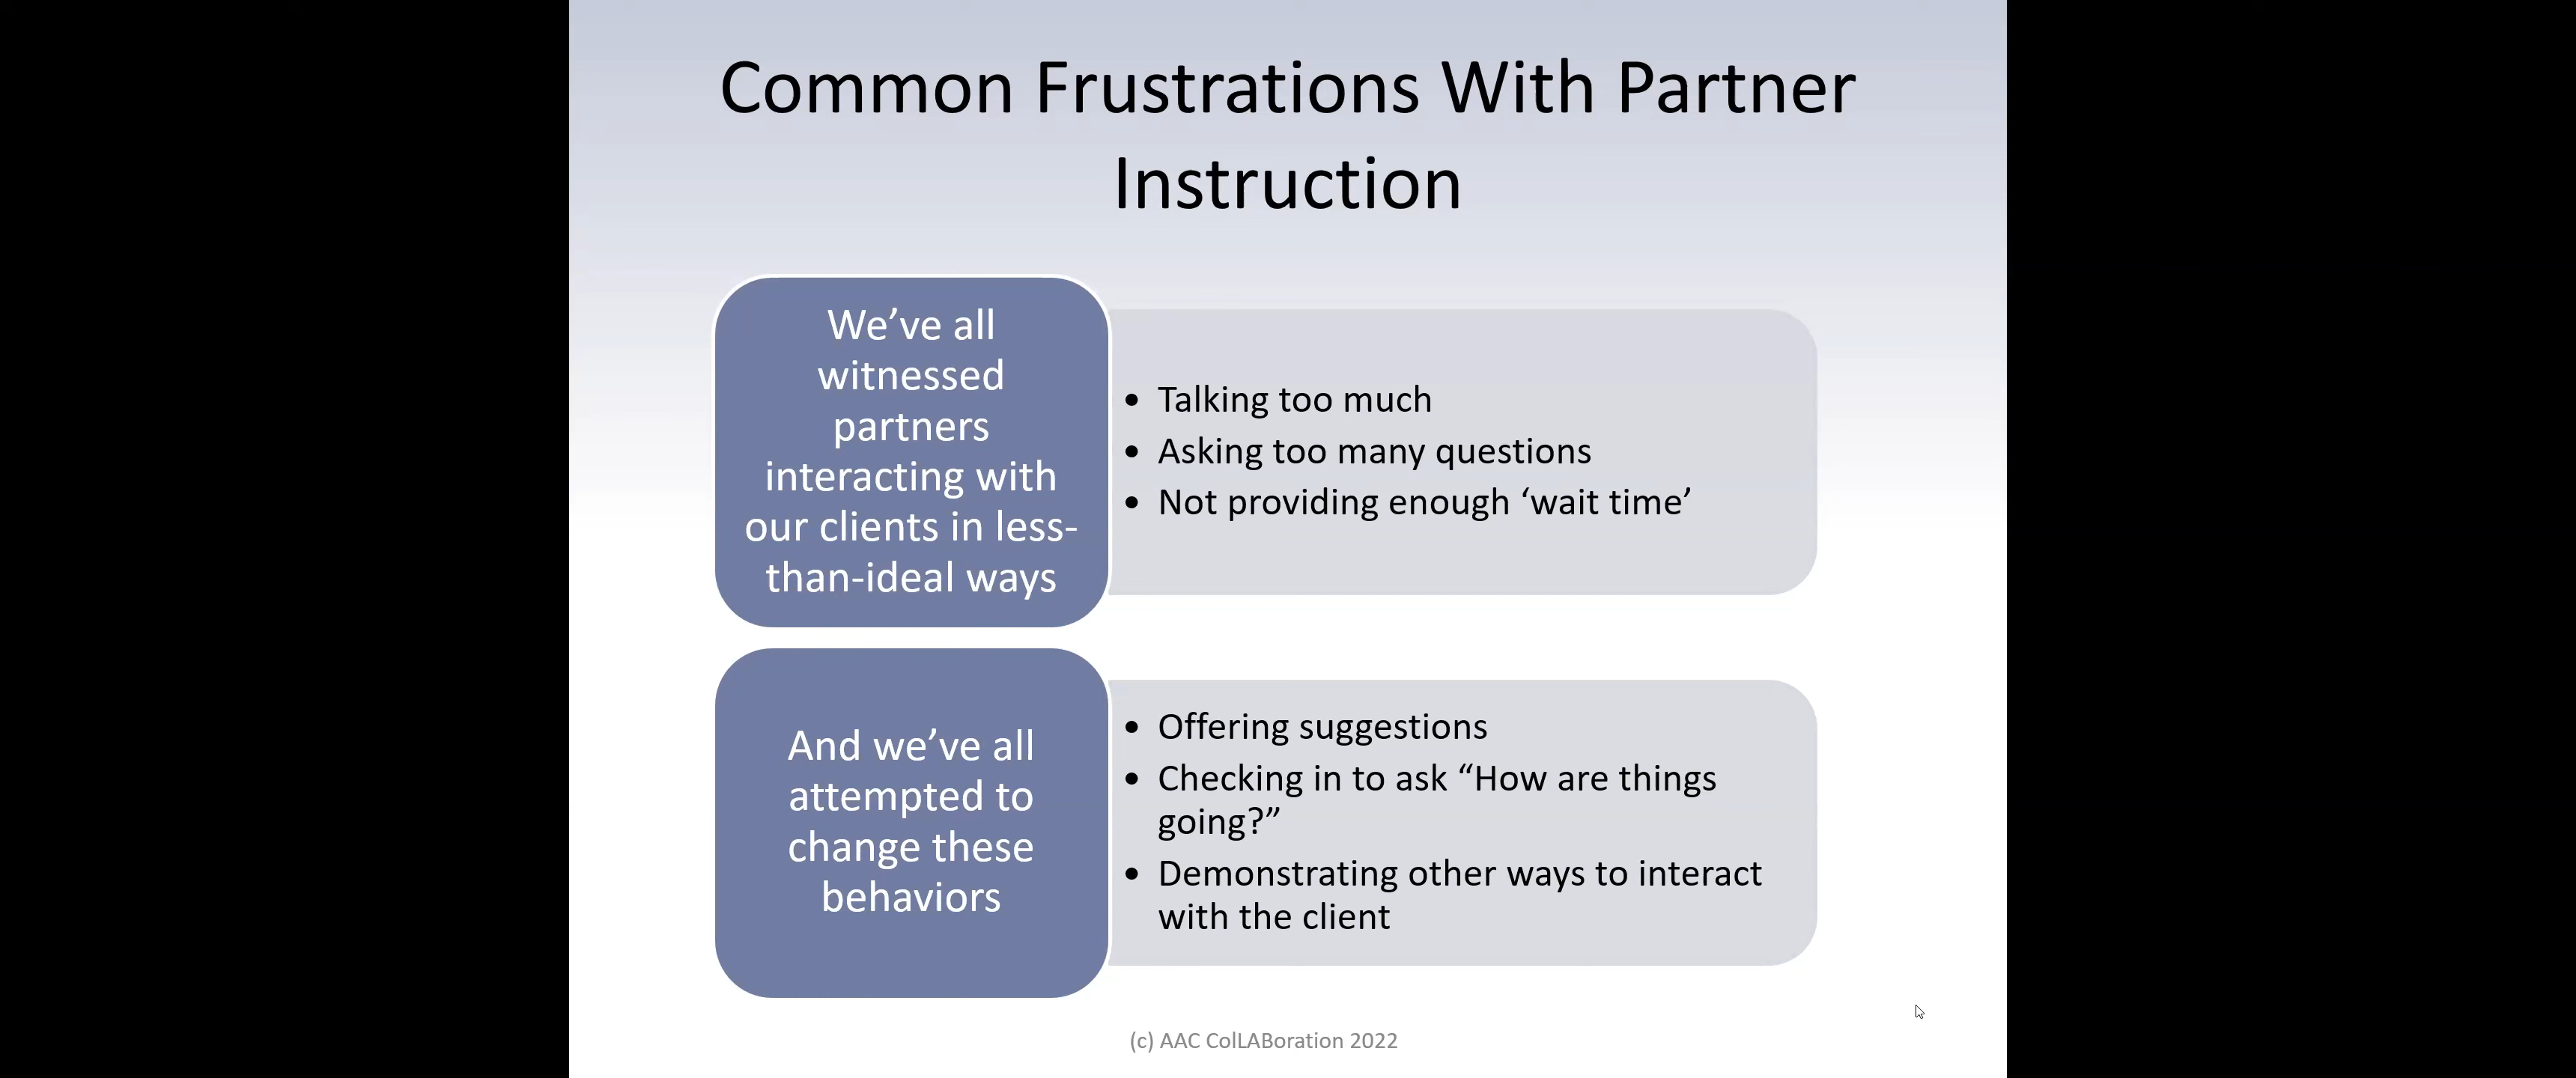 Common Frustrations With Partner
Instruction
We’ve all
witnessed
partners
interacting with
our clients in less-
than-ideal ways
• Talking too much
• Asking too many questions
• Not providing enough ‘wait time’
And we’ve all
attempted to
change these
behaviors
• Offering suggestions
• Checking in to ask “How are things
going?”
• Demonstrating other ways to interact
with the client
(c) AAC ColLABoration 2022